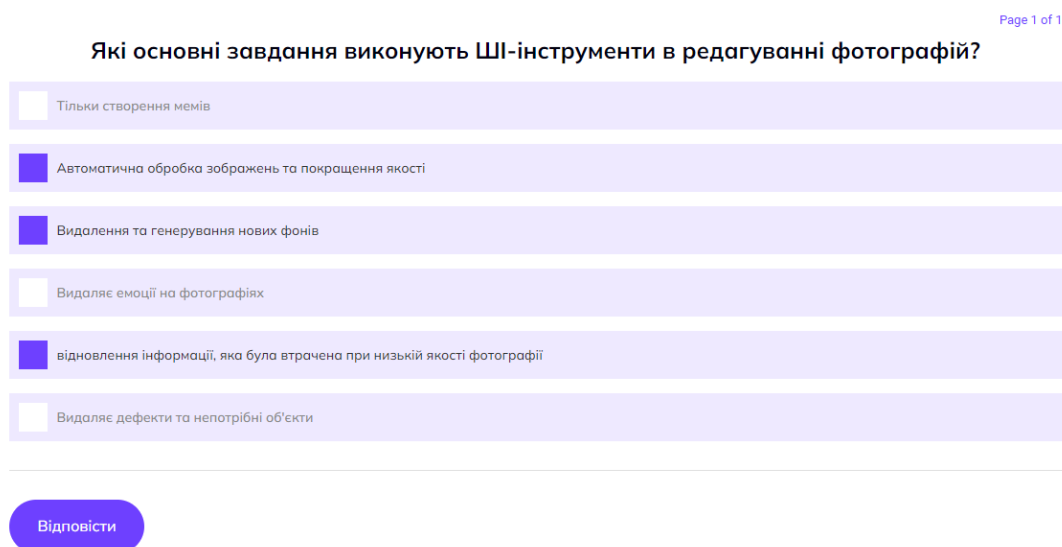 Page 1 of 1
Які основні завдання виконують ШІ-інструменти в редагуванні фотографій?
Тільки створення мемів
Автоматична обробка зображень та покращення якості
Видалення та генерування нових фонів
Видаляє емоції на фотографіях
відновлення інформації, яка була втрачена при низькій якості фотографії
Видаляє дефекти та непотрібні об'єкти
Відповісти